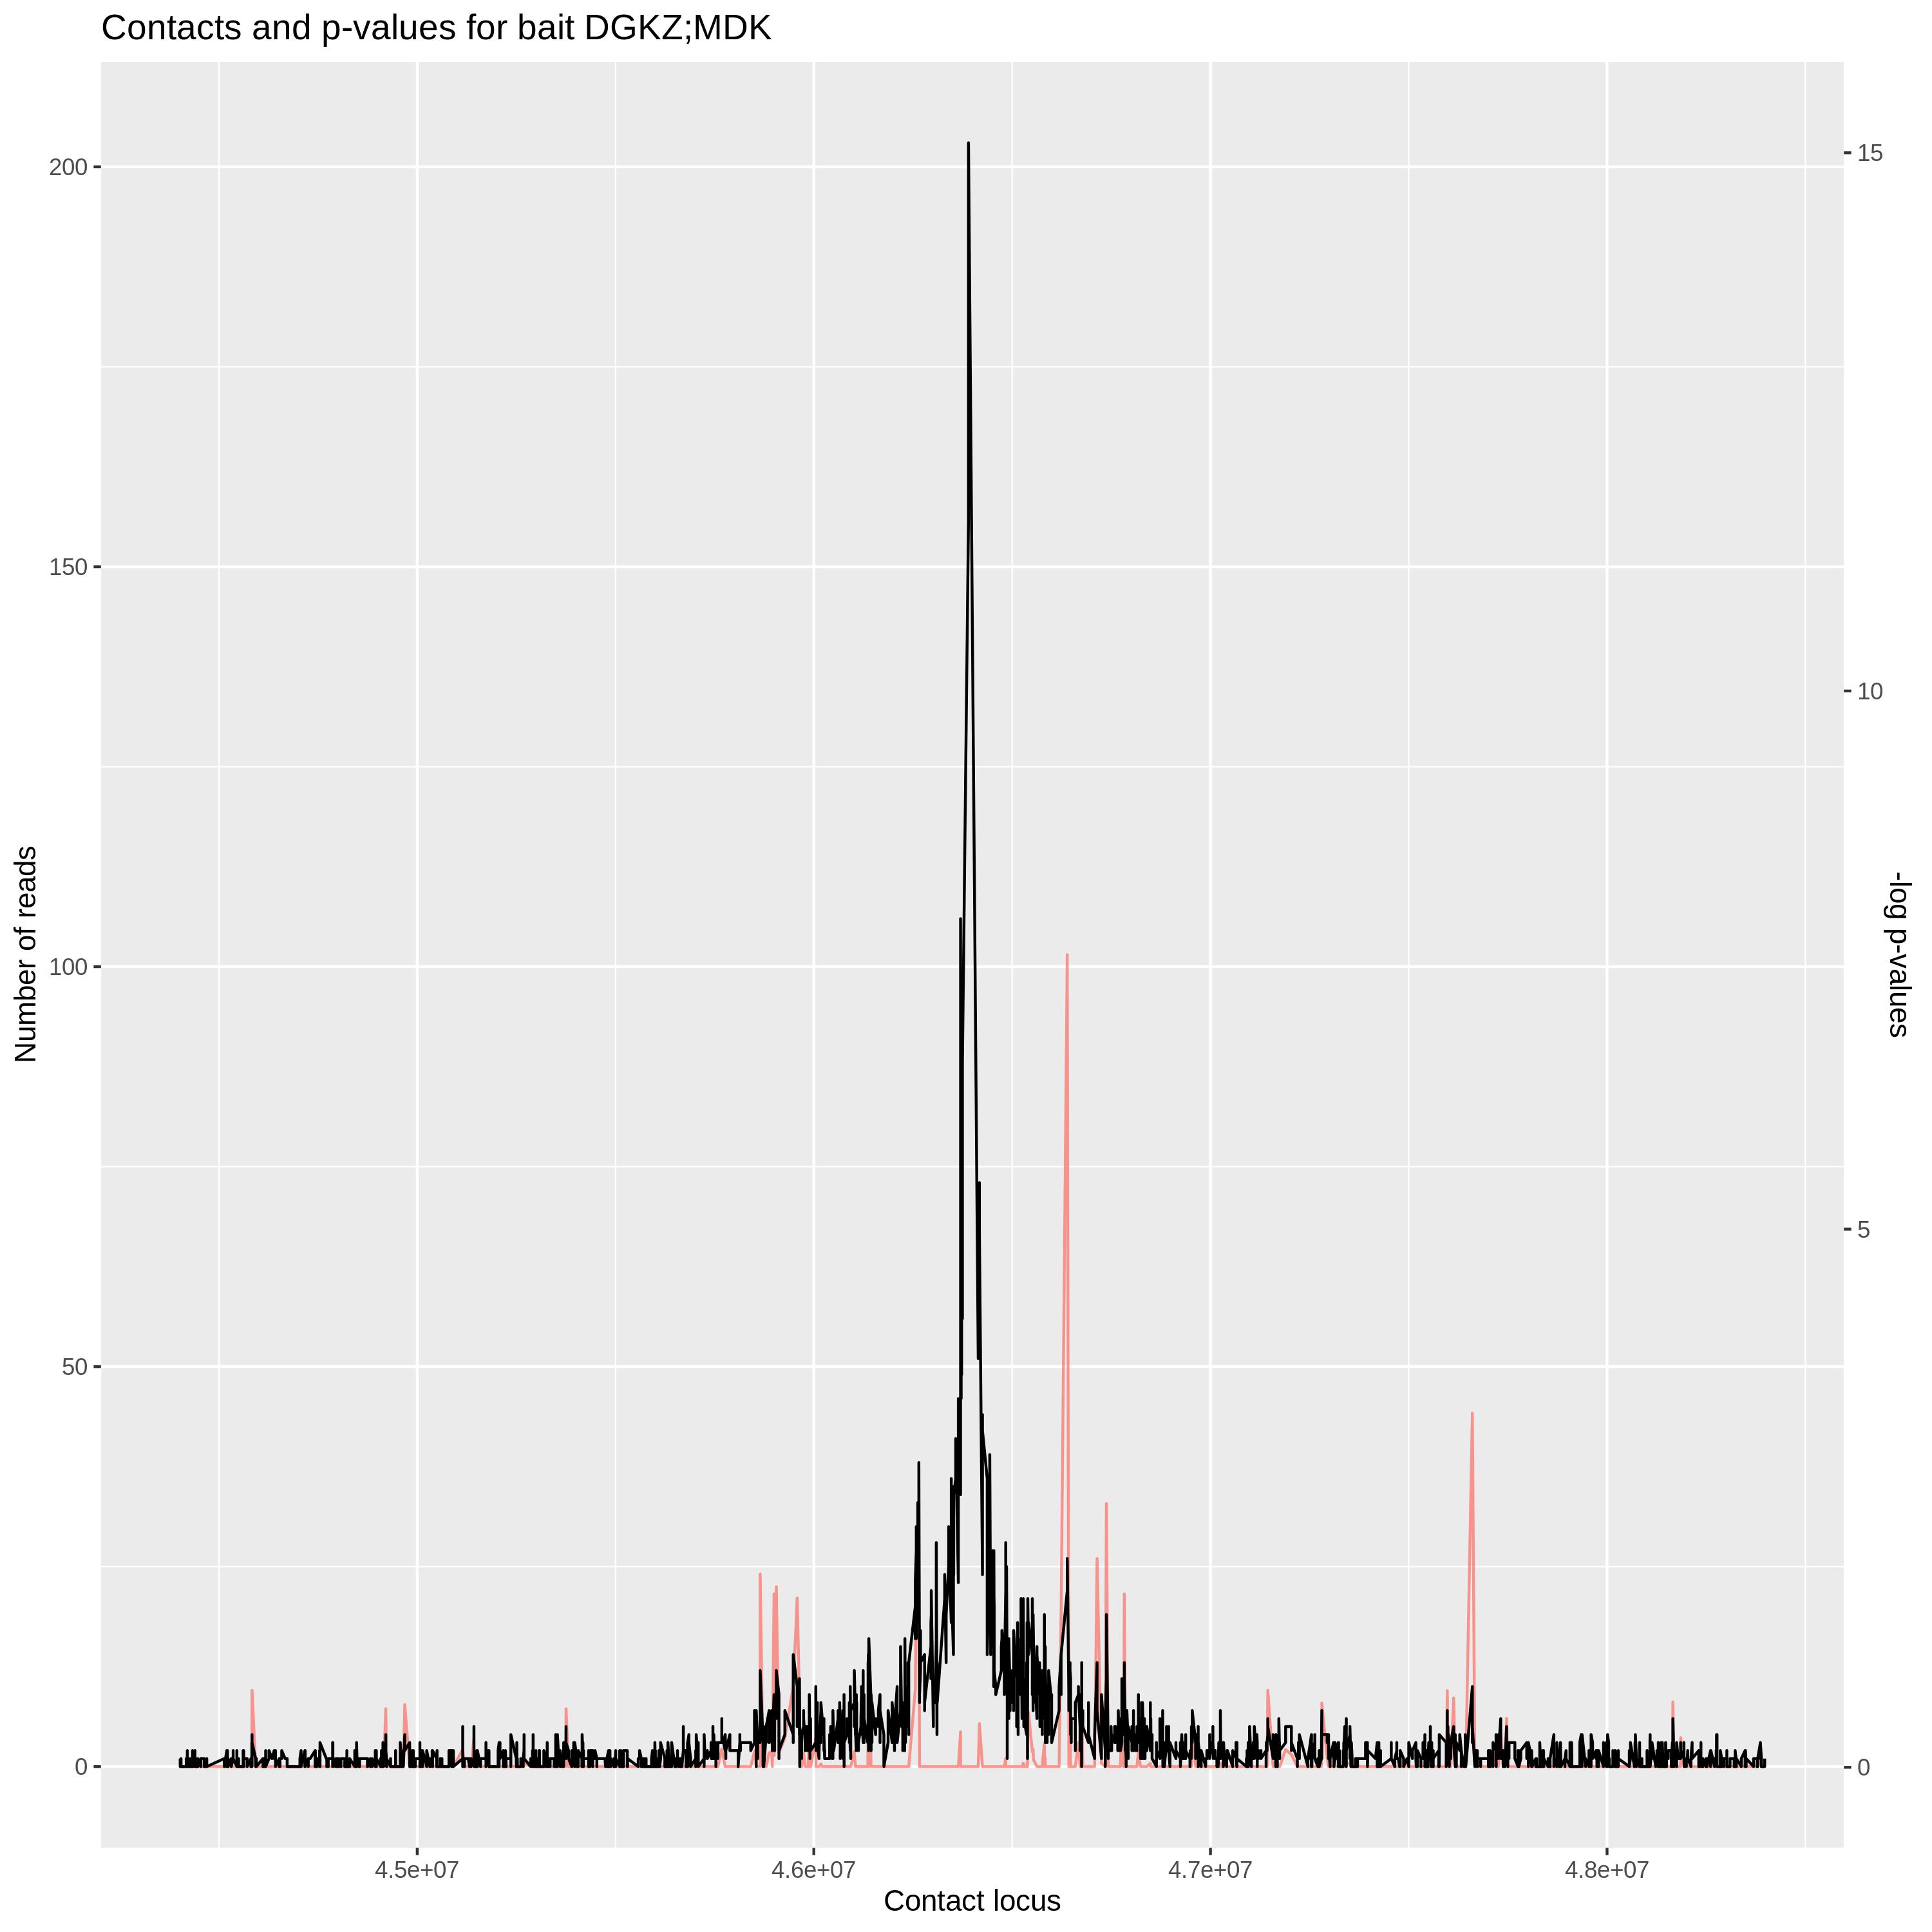 Contacts and p-values for bait DGKZ;MDK
Number of reads
200
150
100
50
0
15
10
5
0
-log p-values
4.5e+07
4.6e+07
4.7e+07
4.8e+07
Contact locus